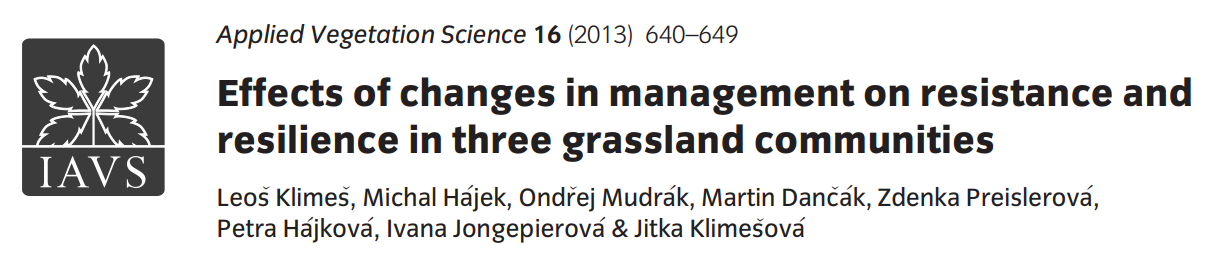 Applied Vegetation Science 16 (2013) 640–649
Effects of changes in management on resistance and
resilience in three grassland communities
IAVS
Leoš Klimeš, Michal Hájek, Ondřej Mudrák, Martin Dančák, Zdenka Preislerová,
Petra Hájková, Ivana Jongepierová & Jitka Klimešová